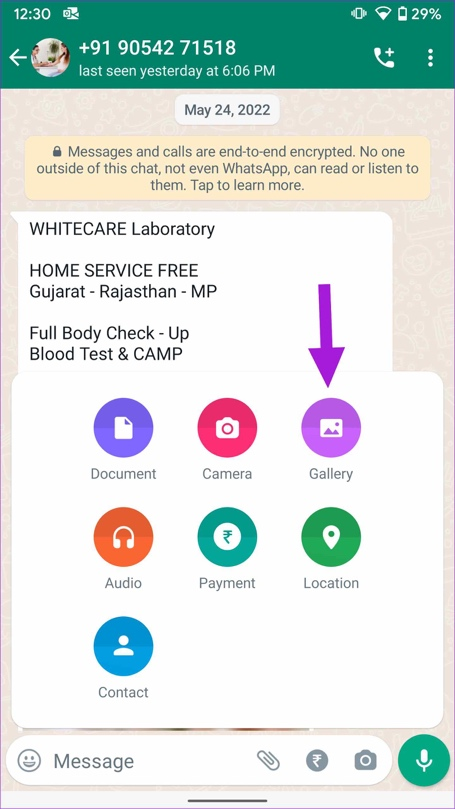 12:30 29%
+91 90542 71518
last seen yesterday at 6:06 PM
May 24, 2022
Messages and calls are end-to-end encrypted. No one
outside of this chat, not even WhatsApp, can read or listen to
them. Tap to learn more.
WHITECARE Laboratory
HOME SERVICE FREE
Gujarat - Rajasthan - MP
Full Body Check - Up
Blood Test & CAMP
Document Camera Gallery
₹
Audio Payment Location
Contact
Message ₹